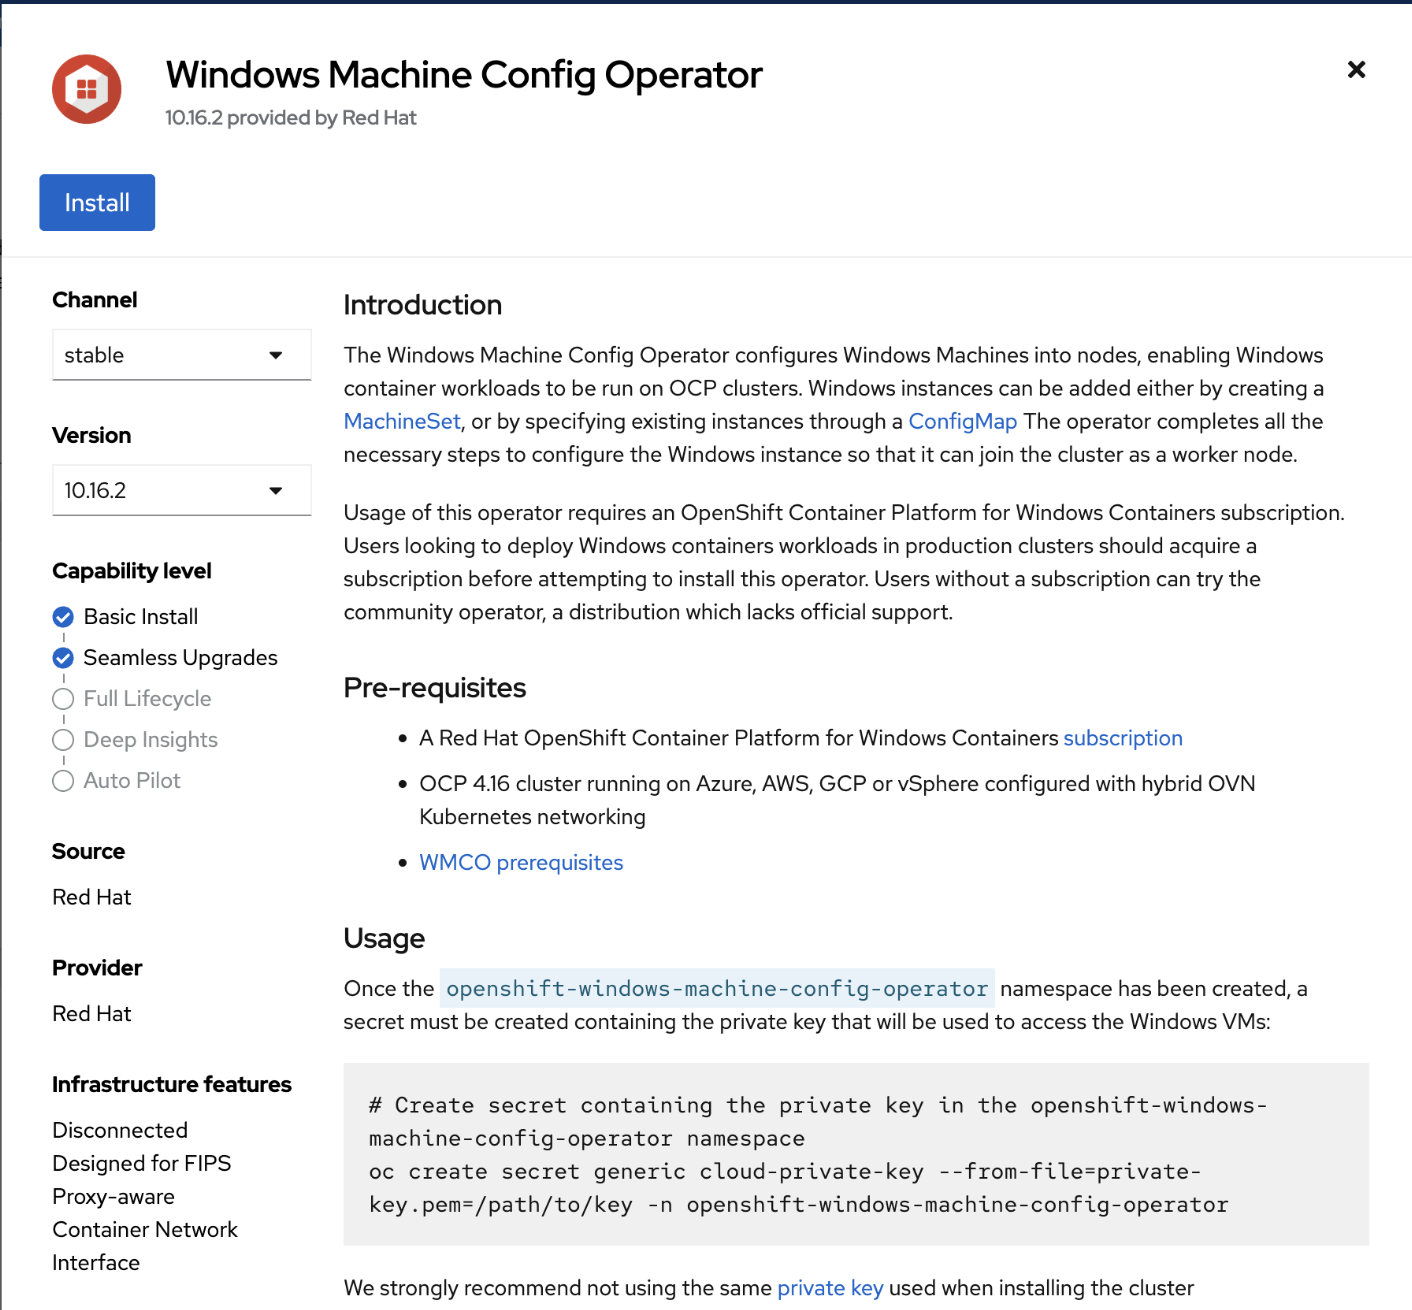 Windows Machine Config Operator
10.16.2 provided by Red Hat
Install
Channel
stable
Version
10.16.2
Capability level
Basic Install
Seamless Upgrades
Full Lifecycle
Deep Insights
Auto Pilot
Source
Red Hat
Provider
Red Hat
Infrastructure features
Disconnected
Designed for FIPS
Proxy-aware
Container Network
Interface
Introduction
The Windows Machine Config Operator configures Windows Machines into nodes, enabling Windows
container workloads to be run on OCP clusters. Windows instances can be added either by creating a
MachineSet, or by specifying existing instances through a ConfigMap The operator completes all the
necessary steps to configure the Windows instance so that it can join the cluster as a worker node.
Usage of this operator requires an OpenShift Container Platform for Windows Containers subscription.
Users looking to deploy Windows containers workloads in production clusters should acquire a
subscription before attempting to install this operator. Users without a subscription can try the
community operator, a distribution which lacks official support.
Pre-requisites
• A Red Hat OpenShift Container Platform for Windows Containers subscription
• OCP 4.16 cluster running on Azure, AWS, GCP or vSphere configured with hybrid OVN
Kubernetes networking
• WMCO prerequisites
Usage
Once the openshift-windows-machine-config-operator namespace has been created, a
secret must be created containing the private key that will be used to access the Windows VMs:
# Create secret containing the private key in the openshift-windows-
machine-config-operator namespace
oc create secret generic cloud-private-key --from-file=private-
key.pem=/path/to/key -n openshift-windows-machine-config-operator
We strongly recommend not using the same private key used when installing the cluster